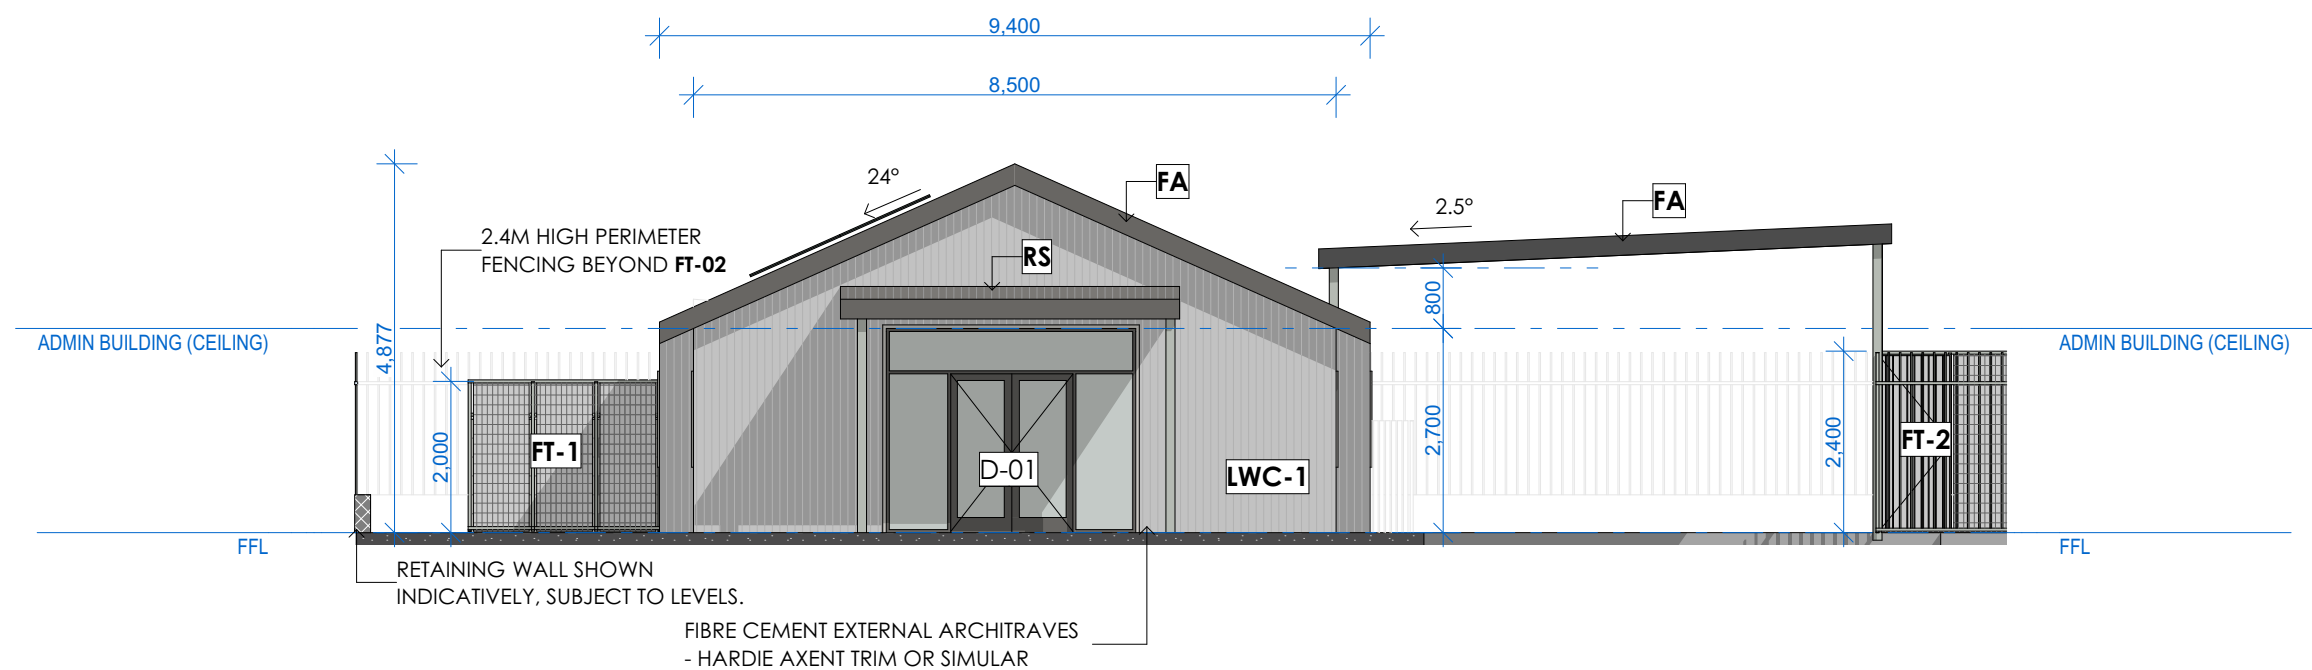 9,400
8,500
24°
FA
2.5°
FA
2.4M HIGH PERIMETER
FENCING BEYOND FT-02
RS
800
4,877
ADMIN BUILDING (CEILING)
ADMIN BUILDING (CEILING)
2,000
FT-1
D-01
LWC-1
2,700
2,400
FT-2
FFL
FFL
RETAINING WALL SHOWN
INDICATIVELY, SUBJECT TO LEVELS.
FIBRE CEMENT EXTERNAL ARCHITRAVES
- HARDIE AXENT TRIM OR SIMULAR